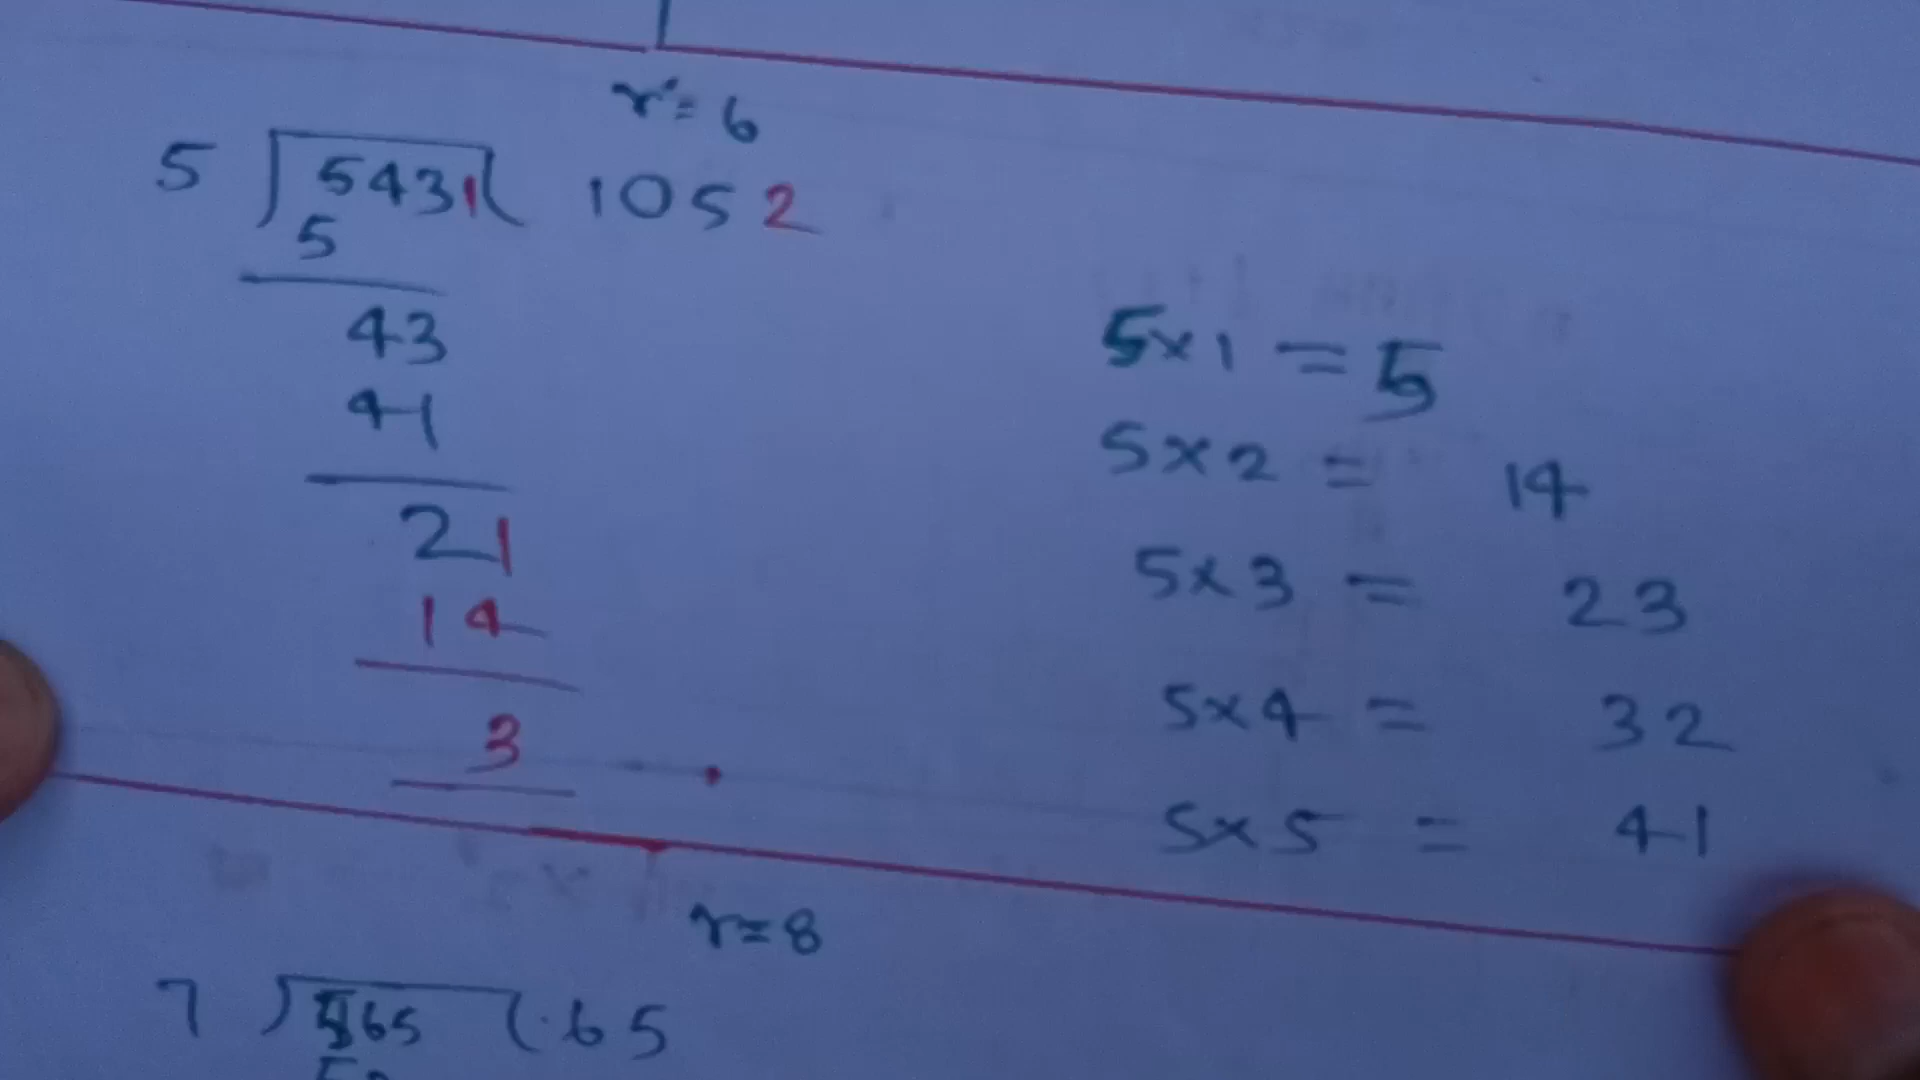 r = 6
5 ) 5431 ( 1052
5
43
41
21
14
3
5×1 = 5
5×2 = 14
5×3 = 23
5×4 = 32
5×5 = 41
r = 8
7 ) 565 ( 65